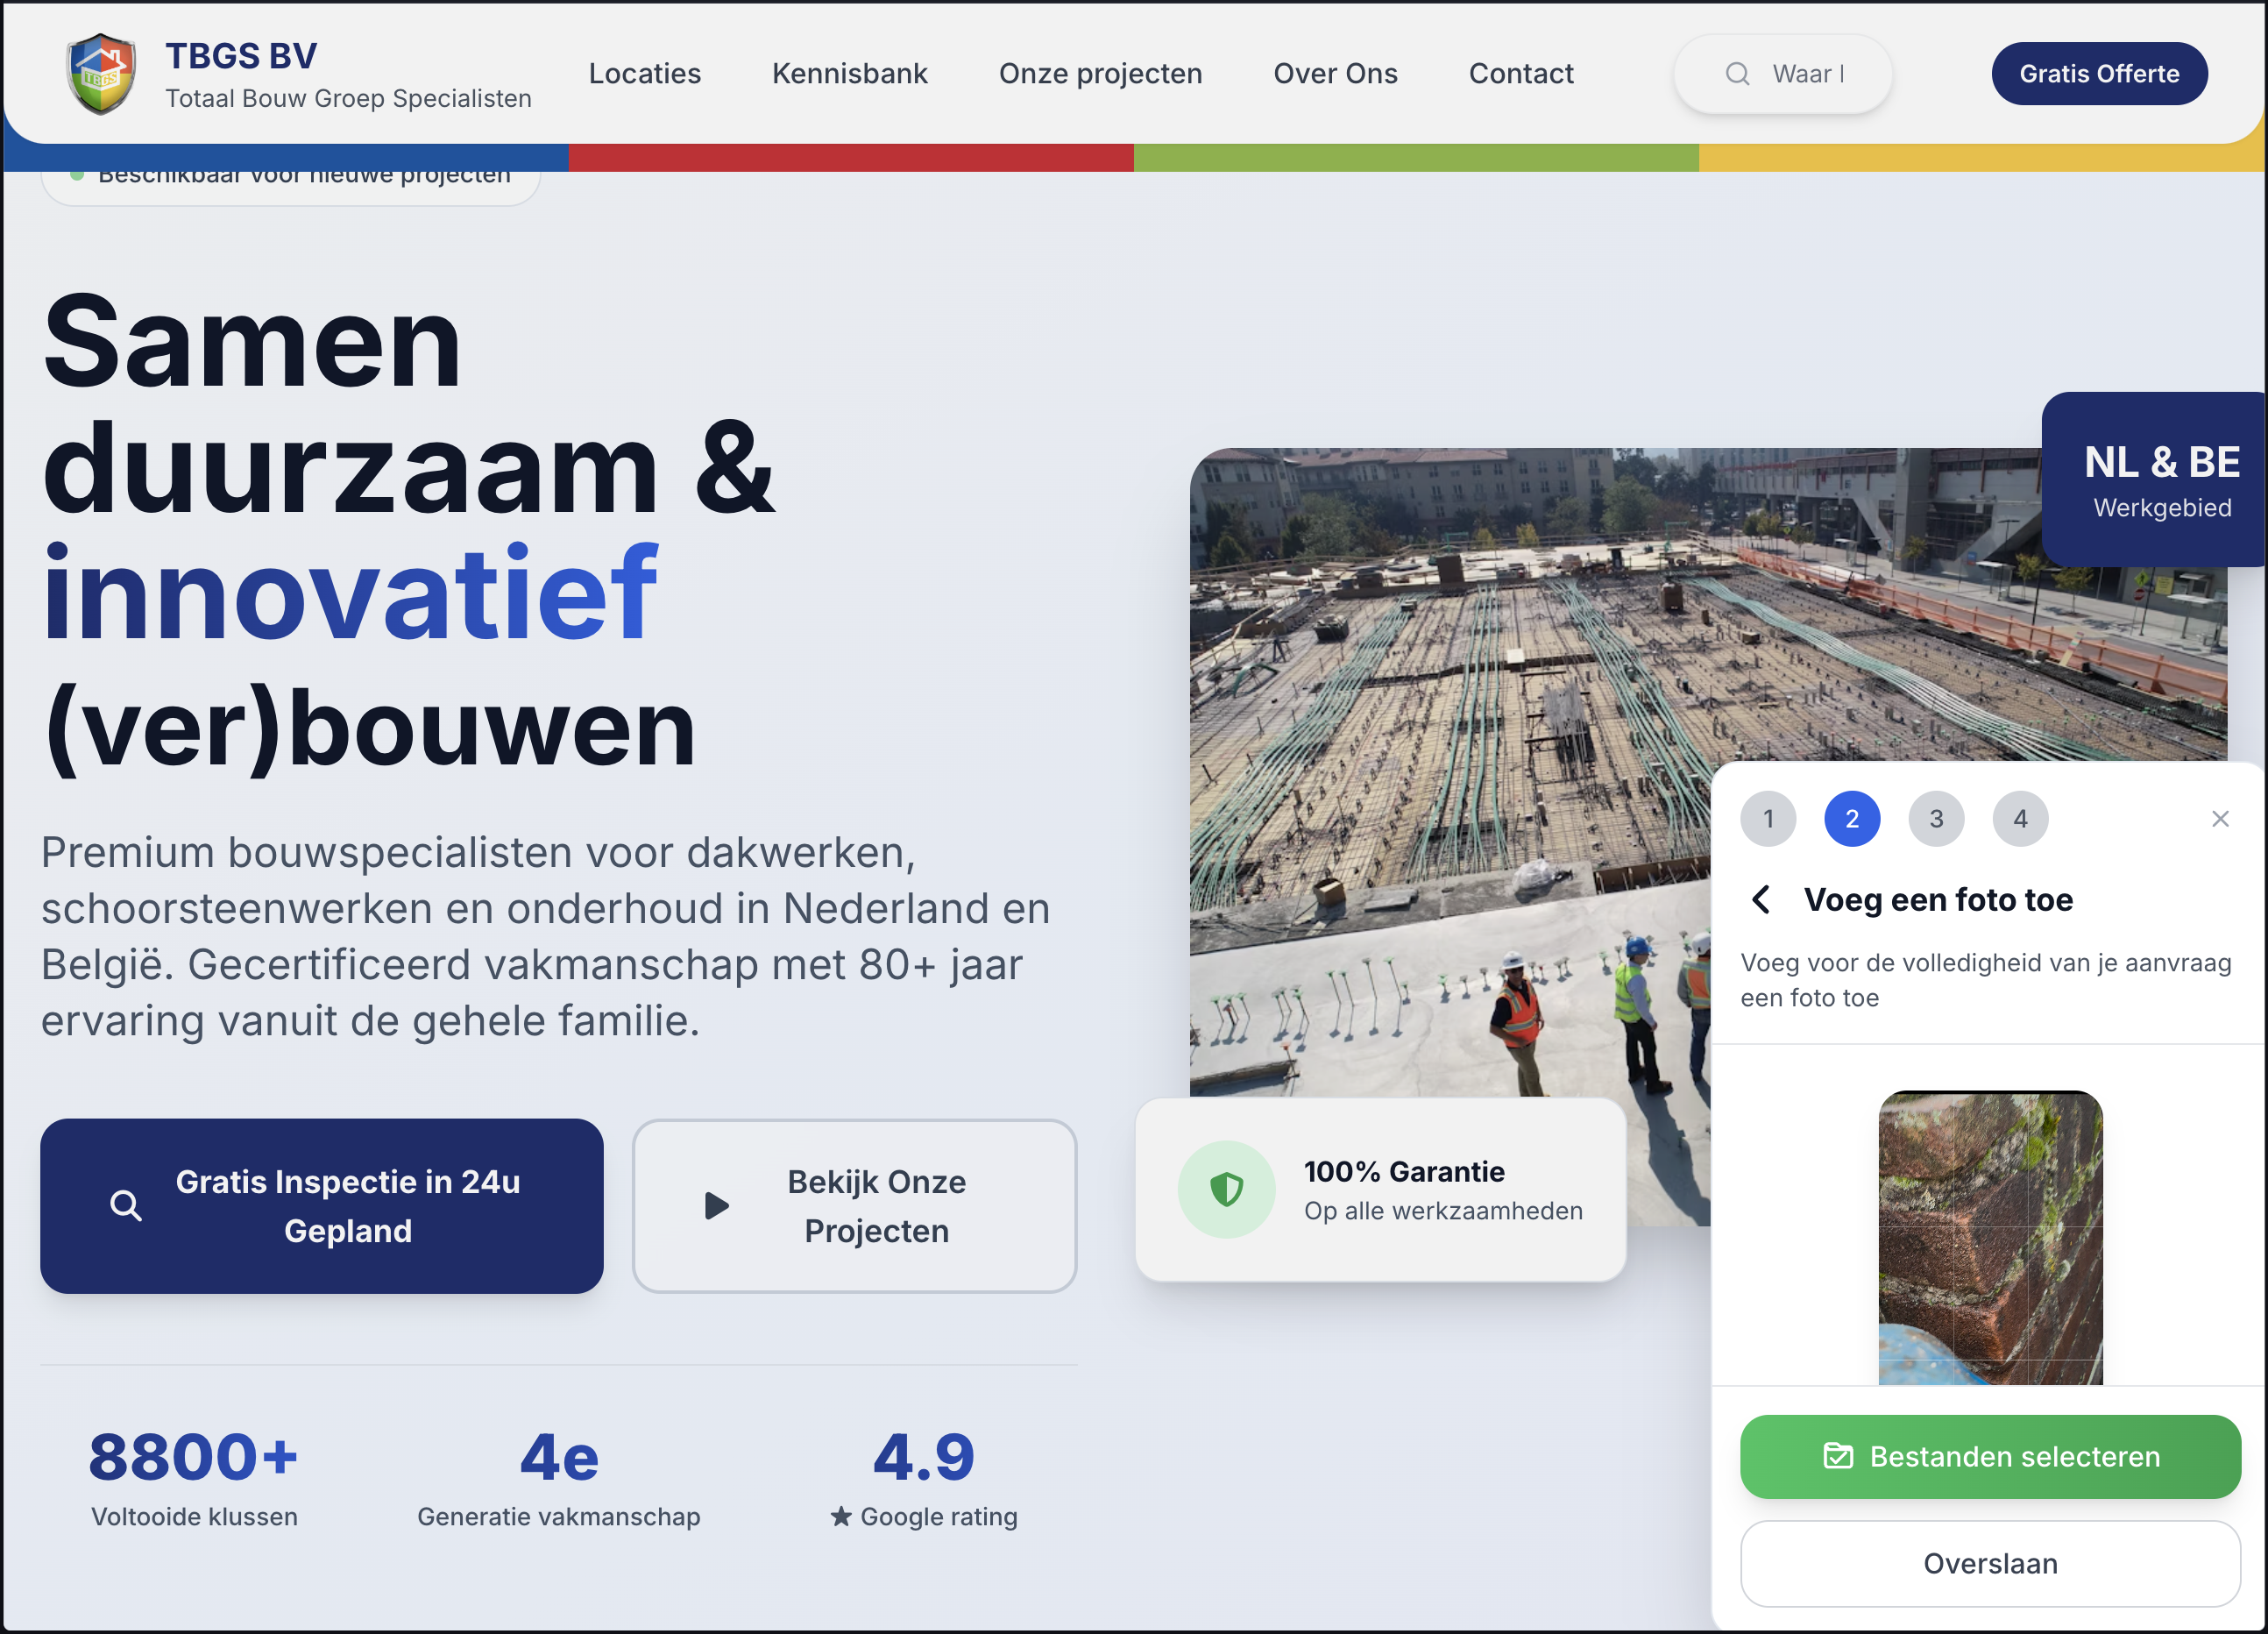 TBGS BV
Totaal Bouw Groep Specialisten
TBGS
Locaties
Kennisbank
Onze projecten
Over Ons
Contact
Waar
Gratis Offerte
Beschikbaar voor nieuwe projecten
Samen
duurzaam &
innovatief
(ver)bouwen
Premium bouwspecialisten voor dakwerken,
schoorsteenwerken en onderhoud in Nederland en
België. Gecertificeerd vakmanschap met 80+ jaar
ervaring vanuit de gehele familie.
Gratis Inspectie in 24u
Gepland
Bekijk Onze
Projecten
8800+
Voltooide klussen
4e
Generatie vakmanschap
4.9
★ Google rating
NL & BE
Werkgebied
100% Garantie
Op alle werkzaamheden
1
2
3
4
Voeg een foto toe
Voeg voor de volledigheid van je aanvraag
een foto toe
Bestanden selecteren
Overslaan